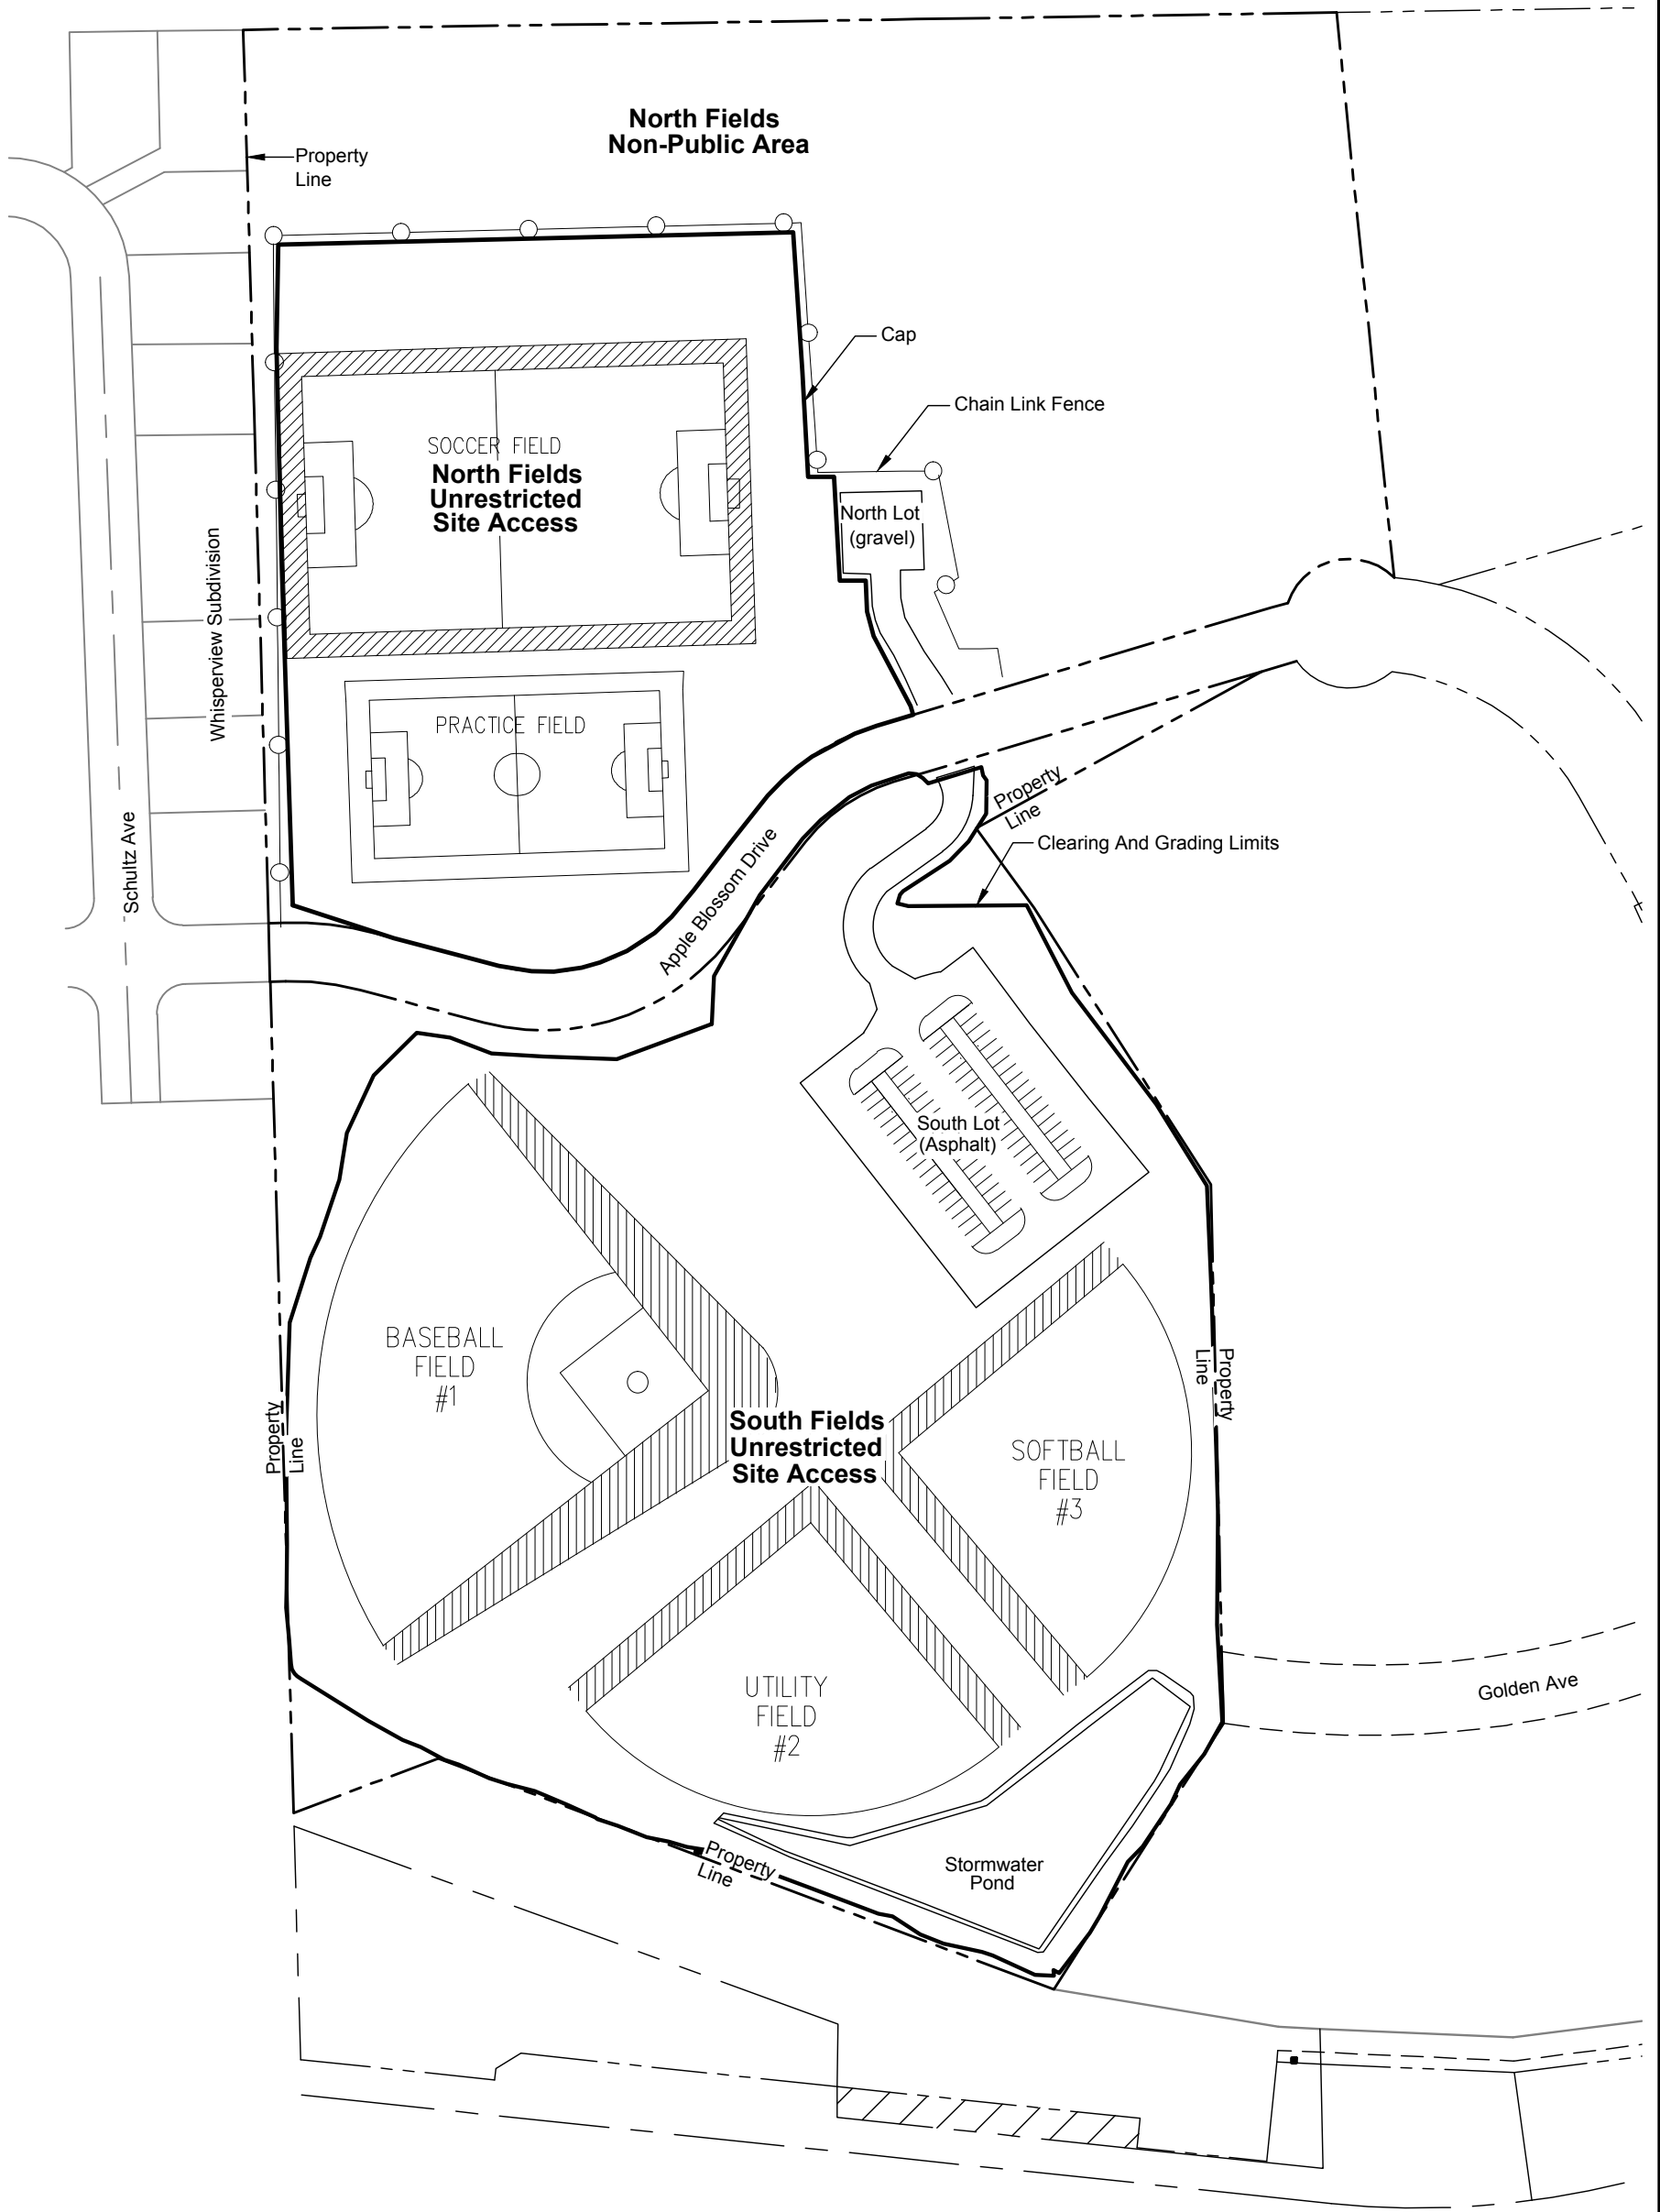 North Fields
Non-Public Area
Property
Line
Cap
Chain Link Fence
SOCCER FIELD
North Fields
Unrestricted
Site Access
North Lot
(gravel)
Whisperview Subdivision
PRACTICE FIELD
Property
Line
Schultz Ave
Apple Blossom Drive
Clearing And Grading Limits
South Lot
(Asphalt)
BASEBALL
FIELD
#1
Property
Line
Property
Line
South Fields
Unrestricted
Site Access
SOFTBALL
FIELD
#3
UTILITY
FIELD
#2
Golden Ave
Property
Line
Stormwater
Pond